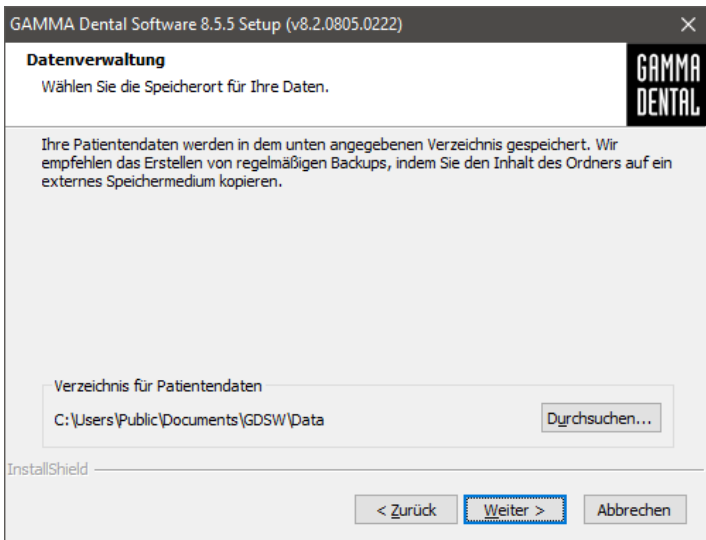 GAMMA Dental Software 8.5.5 Setup (v8.2.0805.0222)
Datenverwaltung
Wählen Sie die Speicherort für Ihre Daten.
GAMMA
DENTAL
Ihre Patientendaten werden in dem unten angegebenen Verzeichnis gespeichert. Wir
empfehlen das Erstellen von regelmäßigen Backups, indem Sie den Inhalt des Ordners auf ein
externes Speichermedium kopieren.
Verzeichnis für Patientendaten
C:\Users\Public\Documents\GDSW\Data
Durchsuchen...
InstallShield
< Zurück
Weiter >
Abbrechen